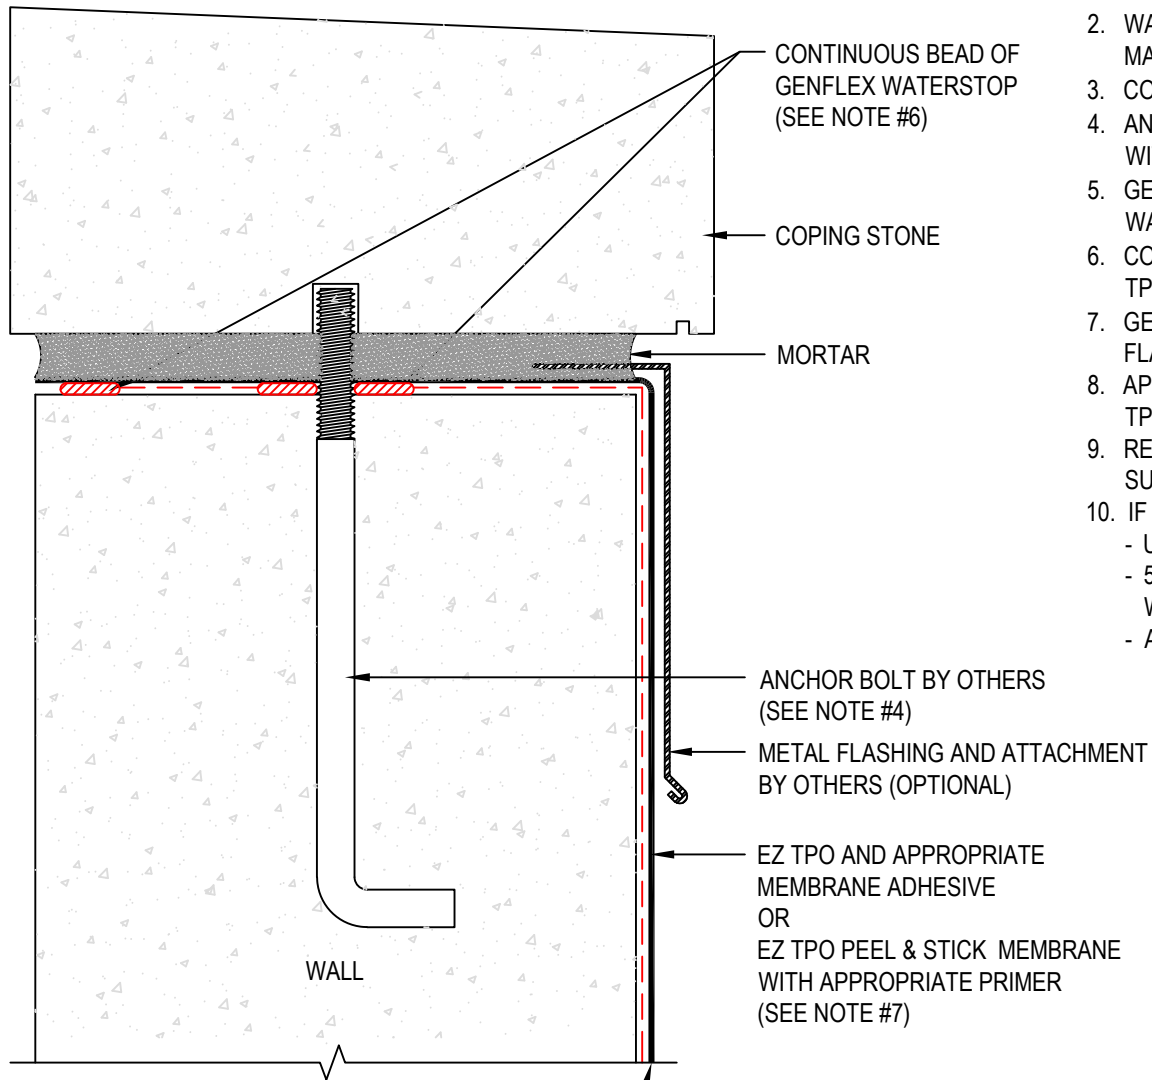 CONTINUOUS BEAD OF
GENFLEX WATERSTOP
(SEE NOTE #6)
COPING STONE
MORTAR
ANCHOR BOLT BY OTHERS
(SEE NOTE #4)
METAL FLASHING AND ATTACHMENT
BY OTHERS (OPTIONAL)
EZ TPO AND APPROPRIATE
MEMBRANE ADHESIVE
OR
EZ TPO PEEL & STICK MEMBRANE
WITH APPROPRIATE PRIMER
(SEE NOTE #7)
WALL
2. WA
MA
3. CO
4. AN
WI
5. GE
WA
6. CO
TP
7. GE
FLA
8. AP
TP
9. RE
SU
10. IF
- U
- 5
W
- A